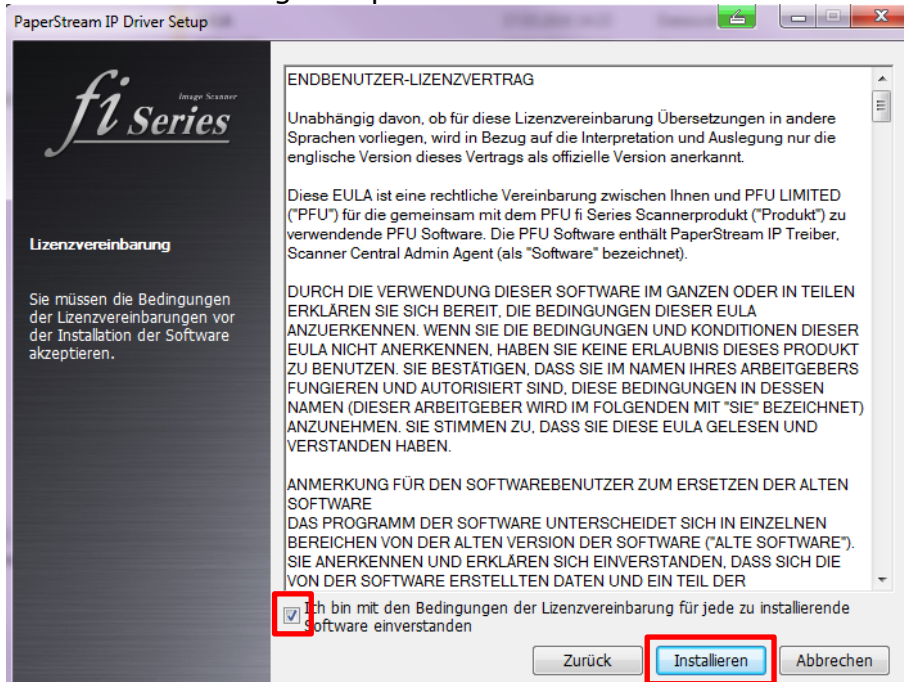 PaperStream IP Driver Setup
fi Series
Image Scanner
Lizenzvereinbarung
Sie müssen die Bedingungen
der Lizenzvereinbarungen vor
der Installation der Software
akzeptieren.
ENDBENUTZER-LIZENZVERTRAG
Unabhängig davon, ob für diese Lizenzvereinbarung Übersetzungen in andere
Sprachen vorliegen, wird in Bezug auf die Interpretation und Auslegung nur die
englische Version dieses Vertrags als offizielle Version anerkannt.
Diese EULA ist eine rechtliche Vereinbarung zwischen Ihnen und PFU LIMITED
("PFU") für die gemeinsam mit dem PFU fi Series Scannerprodukt ("Produkt") zu
verwendende PFU Software. Die PFU Software enthält PaperStream IP Treiber,
Scanner Central Admin Agent (als "Software" bezeichnet).
DURCH DIE VERWENDUNG DIESER SOFTWARE IM GANZEN ODER IN TEILEN
ERKLÄREN SIE SICH BEREIT, DIE BEDINGUNGEN DIESER EULA
ANZUERKENNEN. WENN SIE DIE BEDINGUNGEN UND KONDITIONEN DIESER
EULA NICHT ANERKENNEN, HABEN SIE KEINE ERLAUBNIS DIESES PRODUKT
ZU BENUTZEN. SIE BESTÄTIGEN, DASS SIE IM NAMEN IHRES ARBEITGEBERS
FUNGIEREN UND AUTORISIERT SIND, DIESE BEDINGUNGEN IN DESSEN
NAMEN (DIESER ARBEITGEBER WIRD IM FOLGENDEN MIT "SIE" BEZEICHNET)
ANZUNEHMEN. SIE STIMMEN ZU, DASS SIE DIESE EULA GELESEN UND
VERSTANDEN HABEN.
ANMERKUNG FÜR DEN SOFTWAREBENUTZER ZUM ERSETZEN DER ALTEN
SOFTWARE
DAS PROGRAMM DER SOFTWARE UNTERSCHEIDET SICH IN EINZELNEN
BEREICHEN VON DER ALTEN VERSION DER SOFTWARE ("ALTE SOFTWARE").
SIE ANERKENNEN UND ERKLÄREN SICH EINVERSTANDEN, DASS SICH DIE
VON DER SOFTWARE ERSTELLTEN DATEN UND EIN TEIL DER
Ich bin mit den Bedingungen der Lizenzvereinbarung für jede zu installierende
Software einverstanden
Zurück
Installieren
Abbrechen